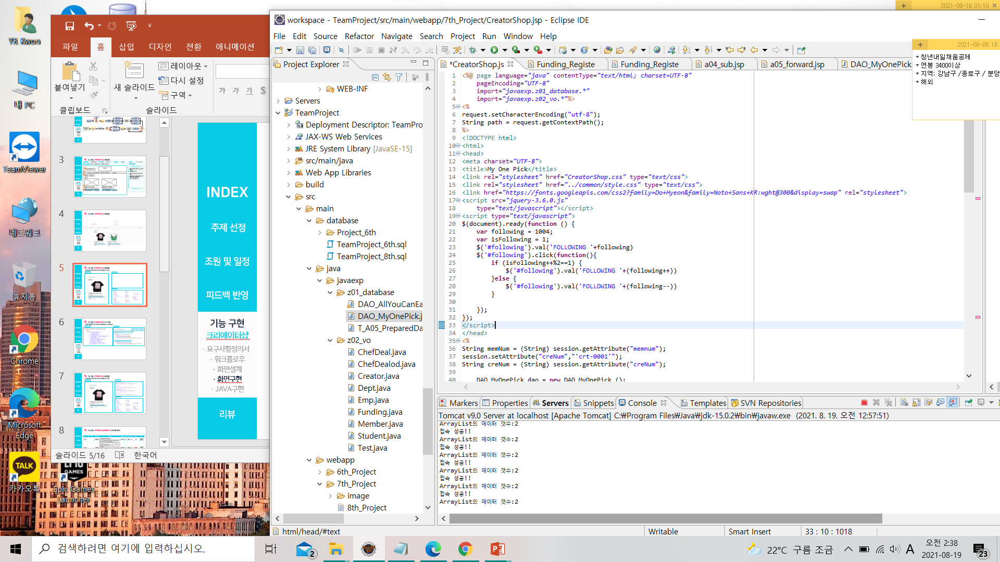 YR Kwon
내 PC
TeamViewer
네트워크
휴지통
Chrome
Microsoft Edge
카카오톡
Epic Games Launcher
파일 홈 삽입 디자인 전환 애니메이션
붙여넣기
새 슬라이드
레이아웃
다시 설정
구역
가 가 가 S
클립보드
슬라이드
3
4
5
6
7
8
INDEX
주제 선정
조원 및 일정
피드백 반영
기능 구현
크리에이터샵
· 요구사항정의서
· 워크플로우
· 화면설계
· 화면구현
· JAVA구현
리뷰
슬라이드 5/16 한국어
workspace - TeamProject/src/main/webapp/7th_Project/CreatorShop.jsp - Eclipse IDE
File Edit Source Refactor Navigate Search Project Run Window Help
Project Explorer
WEB-INF
Servers
TeamProject
Deployment Descriptor: TeamPro
JAX-WS Web Services
JRE System Library [JavaSE-15]
src/main/java
Web App Libraries
build
src
main
database
Project_6th
TeamProject_6th.sql
TeamProject_8th.sql
java
javaexp
z01_database
DAO_AllYouCanEa
DAO_MyOnePick.j
T_A05_PreparedDa
z02_vo
ChefDeal.java
ChefDealod.java
Creator.java
Dept.java
Emp.java
Funding.java
Member.java
Student.java
Test.java
webapp
6th_Project
7th_Project
image
8th_Project
*CreatorShop.js Funding_Registe Funding_Registe a04_sub.jsp a05_forward.jsp DAO_MyOnePick
1 <%@ page language="java" contentType="text/html; charset=UTF-8"
2 pageEncoding="UTF-8"
3 import="javaexp.z01_database.*"
4 import="javaexp.z02_vo.*"%>
5 <%
6 request.setCharacterEncoding("utf-8");
7 String path = request.getContextPath();
8 %>
9 <!DOCTYPE html>
10 <html>
11 <head>
12 <meta charset="UTF-8">
13 <title>My One Pick</title>
14 <link rel="stylesheet" href="CreatorShop.css" type="text/css">
15 <link rel="stylesheet" href="../common/style.css" type="text/css">
16 <link href="https://fonts.googleapis.com/css2?family=Do+Hyeon&family=Noto+Sans+KR:wght@300&display=swap" rel="stylesheet">
17 <script src="jquery-3.6.0.js"
18 type="text/javascript"></script>
19 <script type="text/javascript">
20 $(document).ready(function () {
21 var following = 1004;
22 var isFollowing = 1;
23 $('#following').val('FOLLOWING '+following)
24 $('#following').click(function(){
25 if (isFollowing++%2==1) {
26 $('#following').val('FOLLOWING '+(following++))
27 }else {
28 $('#following').val('FOLLOWING '+(following--))
29 }
30
31 });
32 });
33 </script>
34 </head>
35 <%
36 String memNum = (String) session.getAttribute("memnum");
37 session.setAttribute("creNum","'crt-0001'");
38 String creNum = (String) session.getAttribute("creNum");
39
40 DAO_MyOnePick dao = new DAO_MyOnePick ();
Markers Properties Servers Snippets Console Templates SVN Repositories
Tomcat v9.0 Server at localhost [Apache Tomcat] C:₩Program Files₩Java₩jdk-15.0.2₩bin₩javaw.exe (2021. 8. 19. 오전 12:57:51)
ArrayList의 데이터 갯수:2
접속 성공!!
ArrayList의 데이터 갯수:2
접속 성공!!
ArrayList의 데이터 갯수:2
접속 성공!!
ArrayList의 데이터 갯수:2
접속 성공!!
ArrayList의 데이터 갯수:2
접속 성공!!
ArrayList의 데이터 갯수:2
html/head/#text Writable Smart Insert 33 : 10 : 1018
2021-08-16 01:10
2021-08-08 14:
* 청년내일채움공제
* 연봉 3400이상
* 지역: 강남구 /종로구 / 분당
* 해외
검색하려면 여기에 입력하십시오.
2
22°C 구름 조금
A
오전 2:38
2021-08-19
23